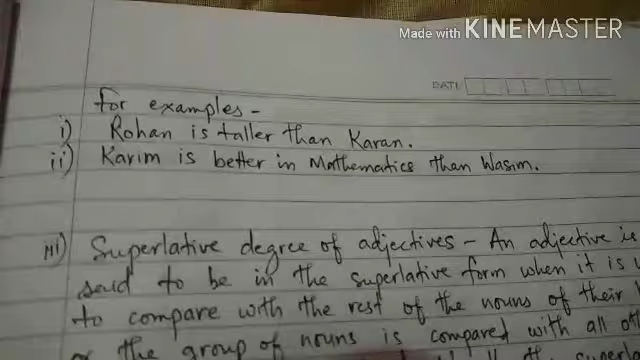 Made with KINEMASTER
DATE
For examples -
i) Rohan is taller than Karan.
ii) Karim is better in Mathematics than Wasim.
iii) Superlative degree of adjectives - An adjective is
said to be in the superlative form when it is
to compare with the rest of the nouns of their
or the group of nouns is compared with all